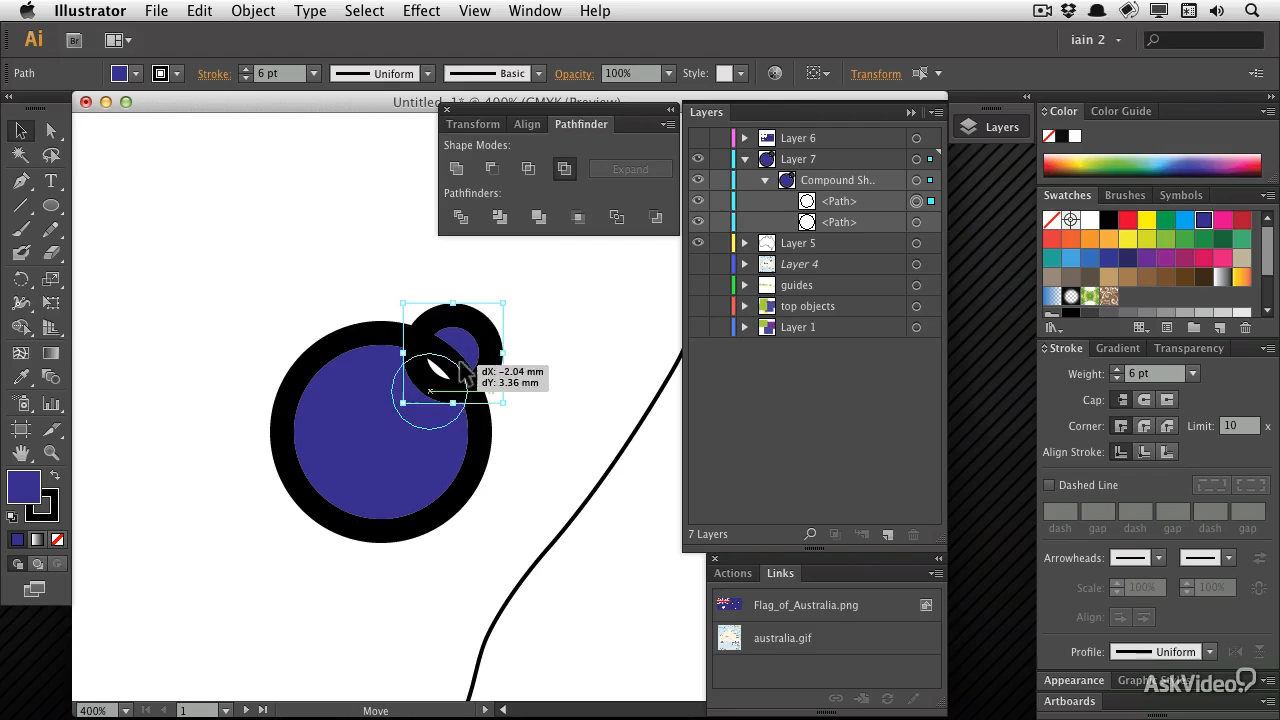 Illustrator File Edit Object Type Select Effect View Window Help
Ai Br iain 2
Path Stroke: 6 pt Uniform Basic Opacity: 100% Style: Transform
Untitled
@ 400% (CMYK/Preview)
Transform Align Pathfinder
Shape Modes:
Expand
Pathfinders:
Layers
Layer 6
Layer 7
Compound Sh..
<Path>
<Path>
Layer 5
Layer 4
guides
top objects
Layer 1
7 Layers
dX: -2.04 mm
dY: 3.36 mm
Actions Links
Flag_of_Australia.png
australia.gif
Layers
Color Color Guide
Swatches Brushes Symbols
Stroke Gradient Transparency
Weight: 6 pt
Cap:
Corner: Limit: 10 x
Align Stroke:
Dashed Line
dash gap dash gap dash gap
Arrowheads:
Scale: 100% 100%
Align:
Profile: Uniform
Appearance
AskVideo
Artboards
400% 1 Move